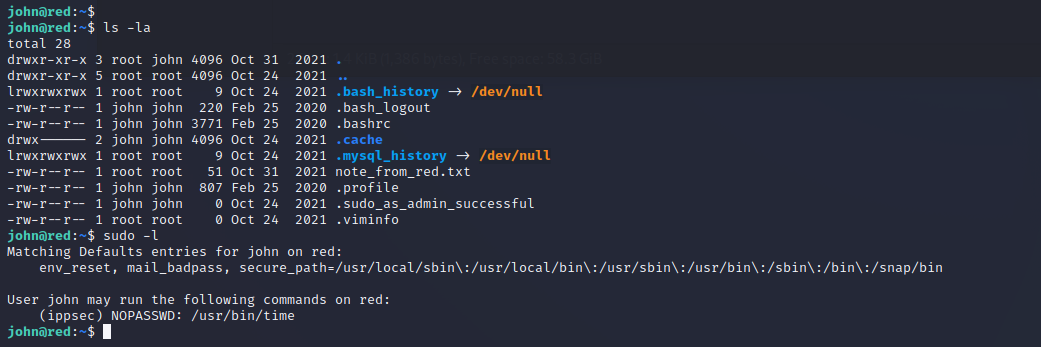 john@red:~$
john@red:~$ ls -la
total 28
drwxr-xr-x 3 root john 4096 Oct 31  2021 .
drwxr-xr-x 5 root root 4096 Oct 24  2021 ..
lrwxrwxrwx 1 root root    9 Oct 24  2021 .bash_history -> /dev/null
-rw-r--r-- 1 john john  220 Feb 25  2020 .bash_logout
-rw-r--r-- 1 john john 3771 Feb 25  2020 .bashrc
drwx------ 2 john john 4096 Oct 24  2021 .cache
lrwxrwxrwx 1 root root    9 Oct 24  2021 .mysql_history -> /dev/null
-rw-r--r-- 1 root root   51 Oct 31  2021 note_from_red.txt
-rw-r--r-- 1 john john  807 Feb 25  2020 .profile
-rw-r--r-- 1 john john    0 Oct 24  2021 .sudo_as_admin_successful
-rw-r--r-- 1 root root    0 Oct 24  2021 .viminfo
john@red:~$ sudo -l
Matching Defaults entries for john on red:
    env_reset, mail_badpass, secure_path=/usr/local/sbin\:/usr/local/bin\:/usr/sbin\:/usr/bin\:/sbin\:/bin\:/snap/bin

User john may run the following commands on red:
    (ippsec) NOPASSWD: /usr/bin/time
john@red:~$